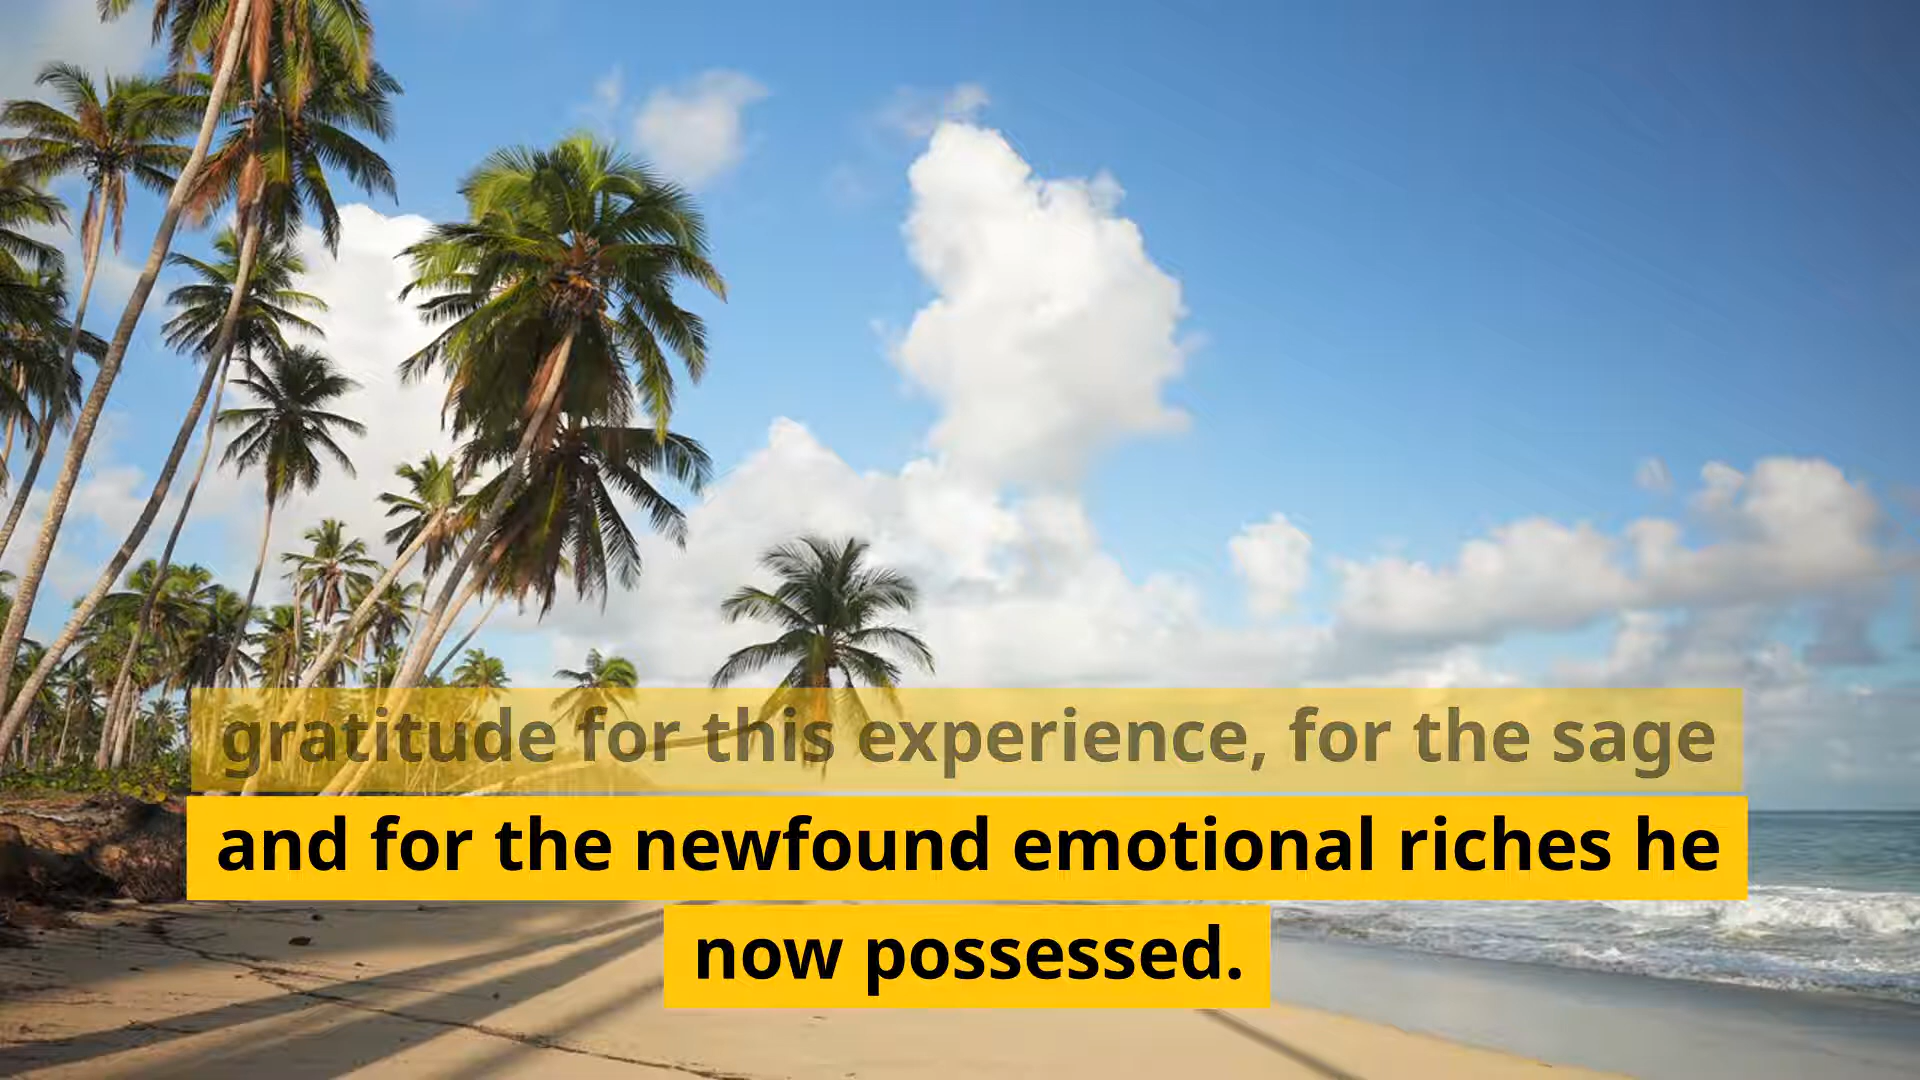 gratitude for this experience, for the sage
and for the newfound emotional riches he
now possessed.